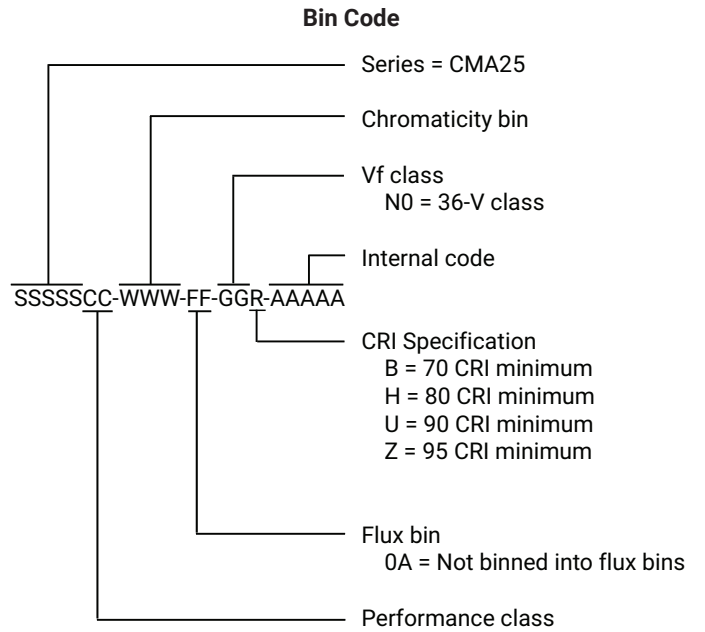 Bin Code
Series = CMA25
Chromaticity bin
Vf class
N0 = 36-V class
Internal code
SSSSSCC-WWW-FF-GGR-AAAAA
CRI Specification
B = 70 CRI minimum
H = 80 CRI minimum
U = 90 CRI minimum
Z = 95 CRI minimum
Flux bin
0A = Not binned into flux bins
Performance class